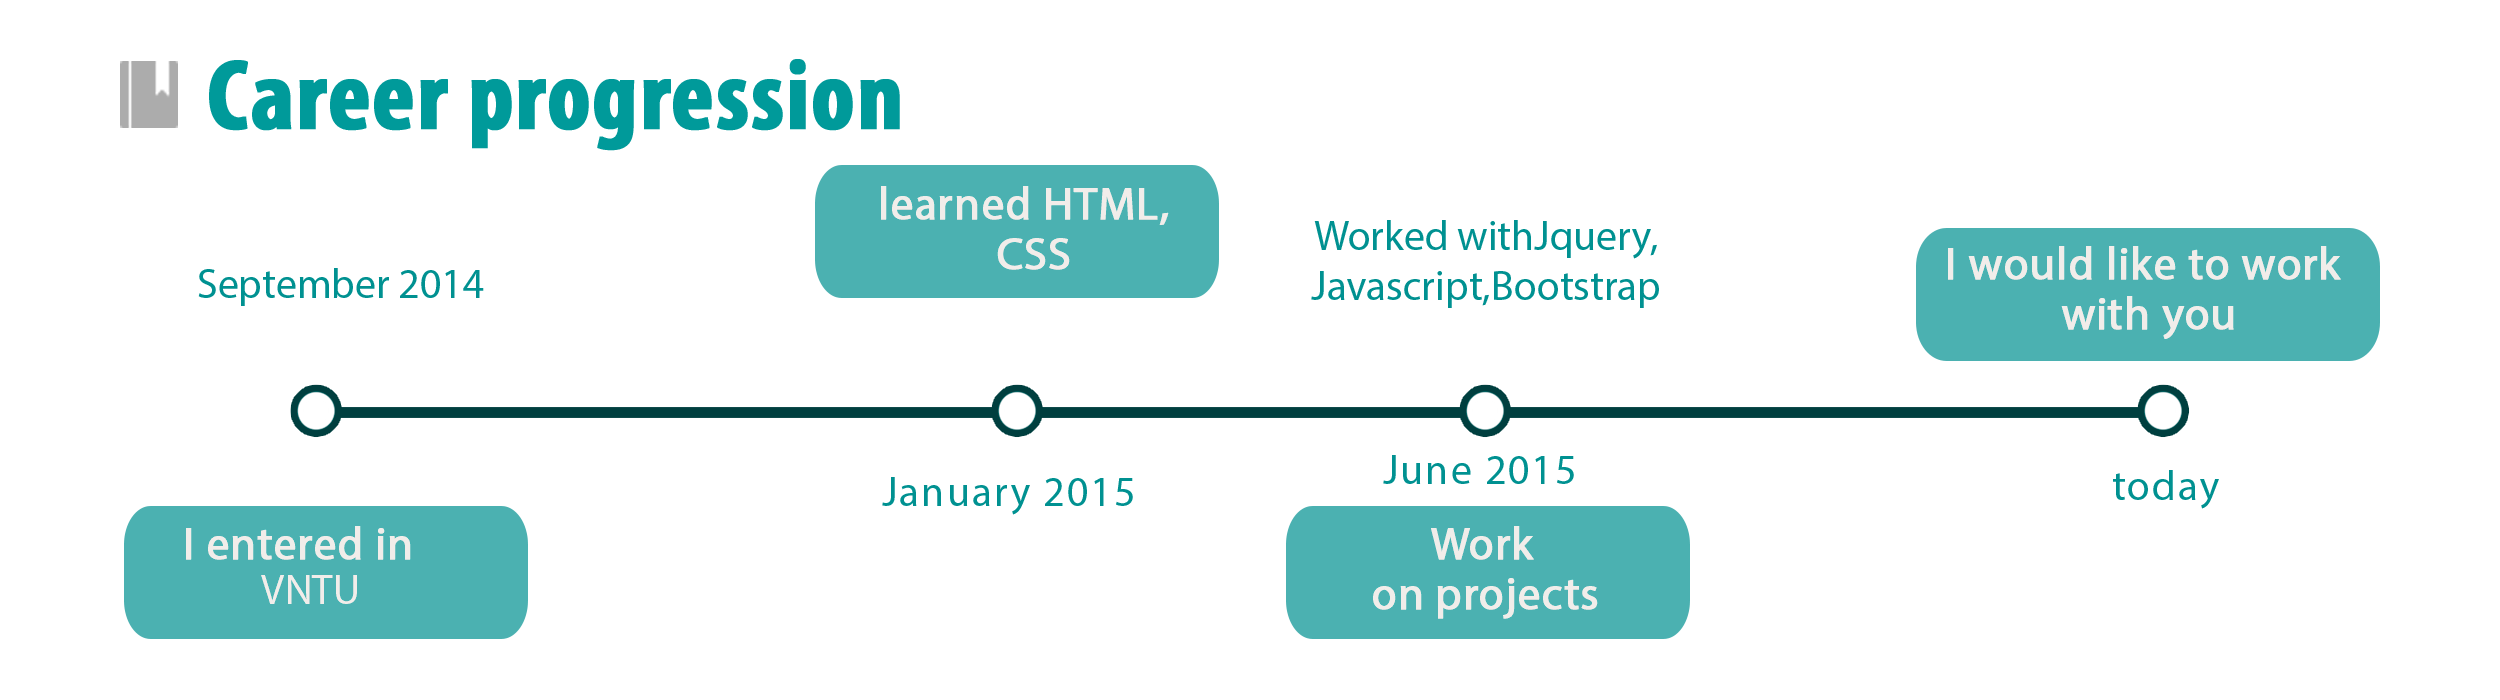 Career progression
September 2014
I entered in
VNTU
learned HTML,
CSS
January 2015
Worked withJquery,
Javascript,Bootstrap
June 2015
Work
on projects
I would like to work
with you
today